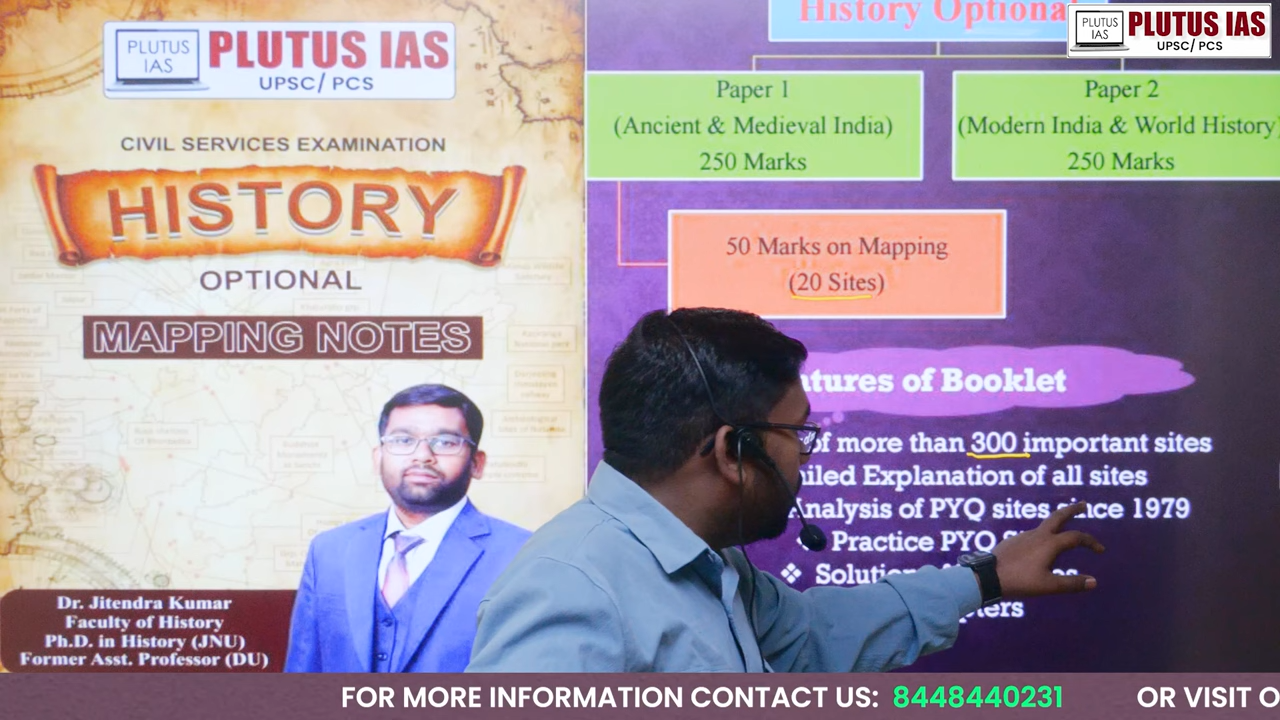 PLUTUS IAS
PLUTUS IAS
UPSC/ PCS
CIVIL SERVICES EXAMINATION
HISTORY
OPTIONAL
MAPPING NOTES
Dr. Jitendra Kumar
Faculty of History
Ph.D. in History (JNU)
Former Asst. Professor (DU)
History Optional
PLUTUS IAS
PLUTUS IAS
UPSC/ PCS
Paper 1
(Ancient & Medieval India)
250 Marks
Paper 2
(Modern India & World History)
250 Marks
50 Marks on Mapping
(20 Sites)
atures of Booklet
of more than 300 important sites
iled Explanation of all sites
Analysis of PYQ sites since 1979
Practice PYQ
❖ Solution
FOR MORE INFORMATION CONTACT US: 8448440231 OR VISIT O